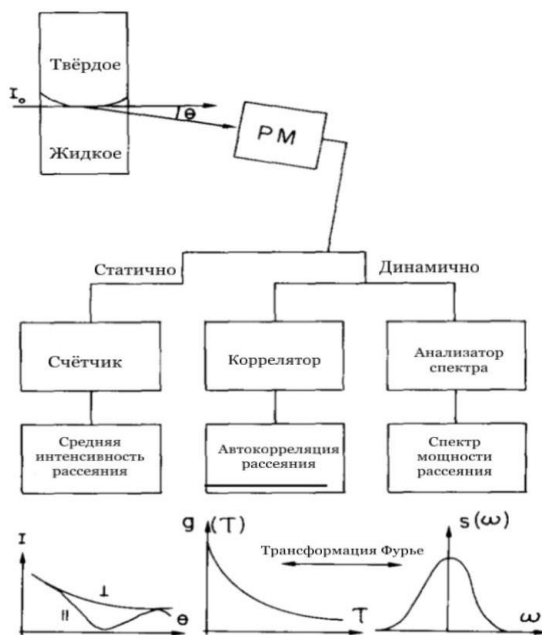 Твёрдое
I₀
θ
Жидкое
PM
Статично
Динамично
Счётчик
Коррелятор
Анализатор
спектра
Средняя
интенсивность
рассеяния
Автокорреляция
рассеяния
Спектр
мощности
рассеяния
I
⊥
||
θ
g (τ)
Трансформация Фурье
τ
s(ω)
ω